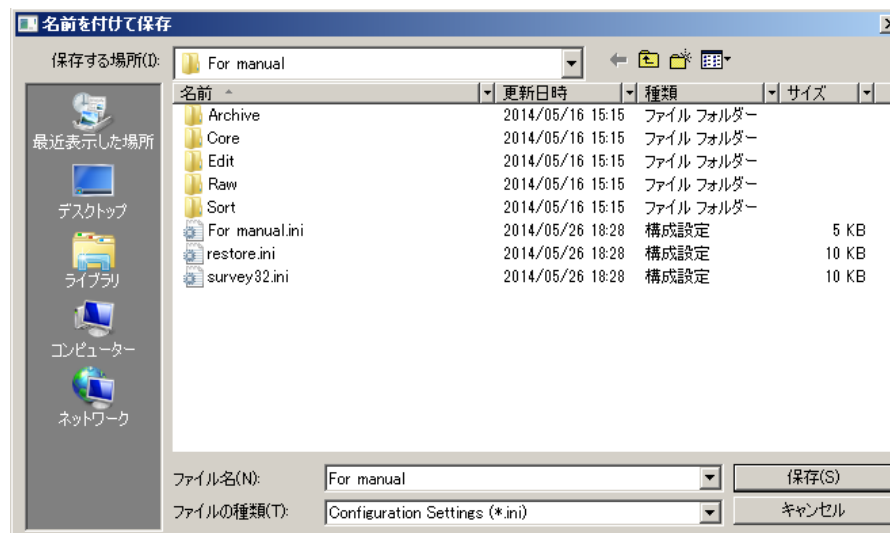 名前を付けて保存
保存する場所(I): For manual
名前 更新日時 種類 サイズ
Archive 2014/05/16 15:15 ファイル フォルダー
Core 2014/05/16 15:15 ファイル フォルダー
Edit 2014/05/16 15:15 ファイル フォルダー
Raw 2014/05/16 15:15 ファイル フォルダー
Sort 2014/05/16 15:15 ファイル フォルダー
For manual.ini 2014/05/26 18:28 構成設定 5 KB
restore.ini 2014/05/26 18:28 構成設定 10 KB
survey32.ini 2014/05/26 18:28 構成設定 10 KB
最近表示した場所
デスクトップ
ライブラリ
コンピューター
ネットワーク
ファイル名(N): For manual 保存(S)
ファイルの種類(T): Configuration Settings (*.ini) キャンセル